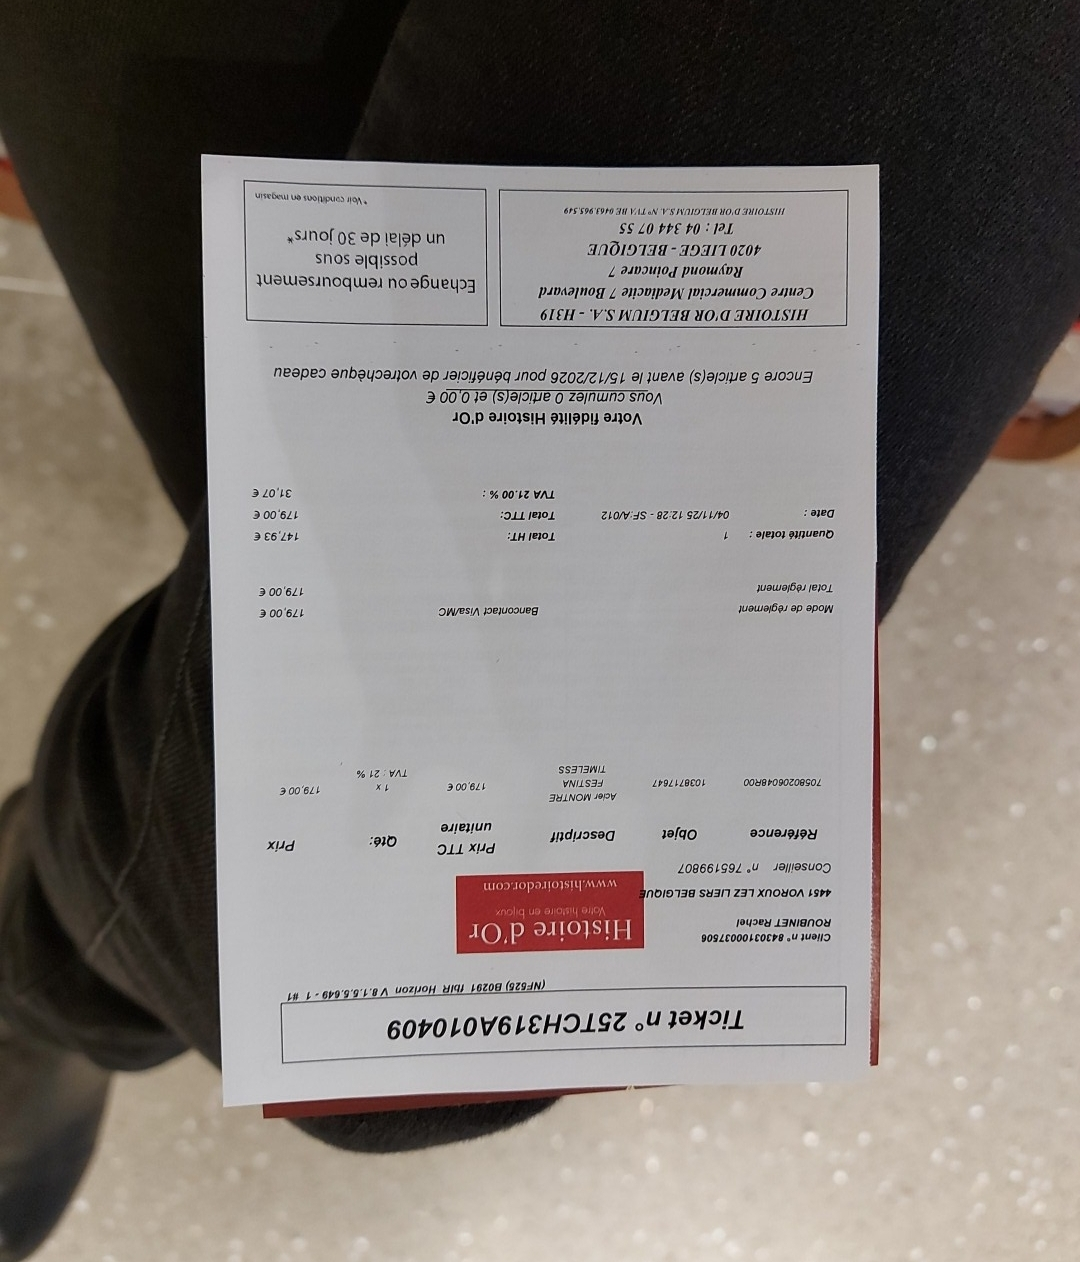 Ticket n° 25TCH319A010409
(NF525) B0291 fbIR Horizon V 8.1.5.5.649 - 1 #1
Client n° 84303100037506
ROUBINET Rachel
4451 VOROUX LEZ LIERS BELGIQUE
Conseiller n° 765199807
Histoire d'Or
Votre histoire en bijoux
www.histoiredor.com
Référence Objet Descriptif Prix TTC unitaire Qté: Prix
70580206048R00 1038717647 Acier MONTRE 179,00 € 1 x 179,00 €
FESTINA TVA : 21 %
TIMELESS
Mode de règlement Bancontact Visa/MC 179,00 €
Total règlement 179,00 €
Quantité totale : 1 Total HT: 147,93 €
Date : 04/11/25 12:28 - SF:A/012 Total TTC: 179,00 €
TVA 21.00 % : 31,07 €
Votre fidélité Histoire d'Or
Vous cumulez 0 article(s) et 0,00 €
Encore 5 article(s) avant le 15/12/2026 pour bénéficier de votrechèque cadeau
HISTOIRE D'OR BELGIUM S.A. - H319
Centre Commercial Mediacite 7 Boulevard
Raymond Poincare 7
4020 LIEGE - BELGIQUE
Tel : 04 344 07 55
HISTOIRE D'OR BELGIUM S.A. N° TVA BE 0463.965.549
Echange ou remboursement
possible sous
un délai de 30 jours*
*Voir conditions en magasin